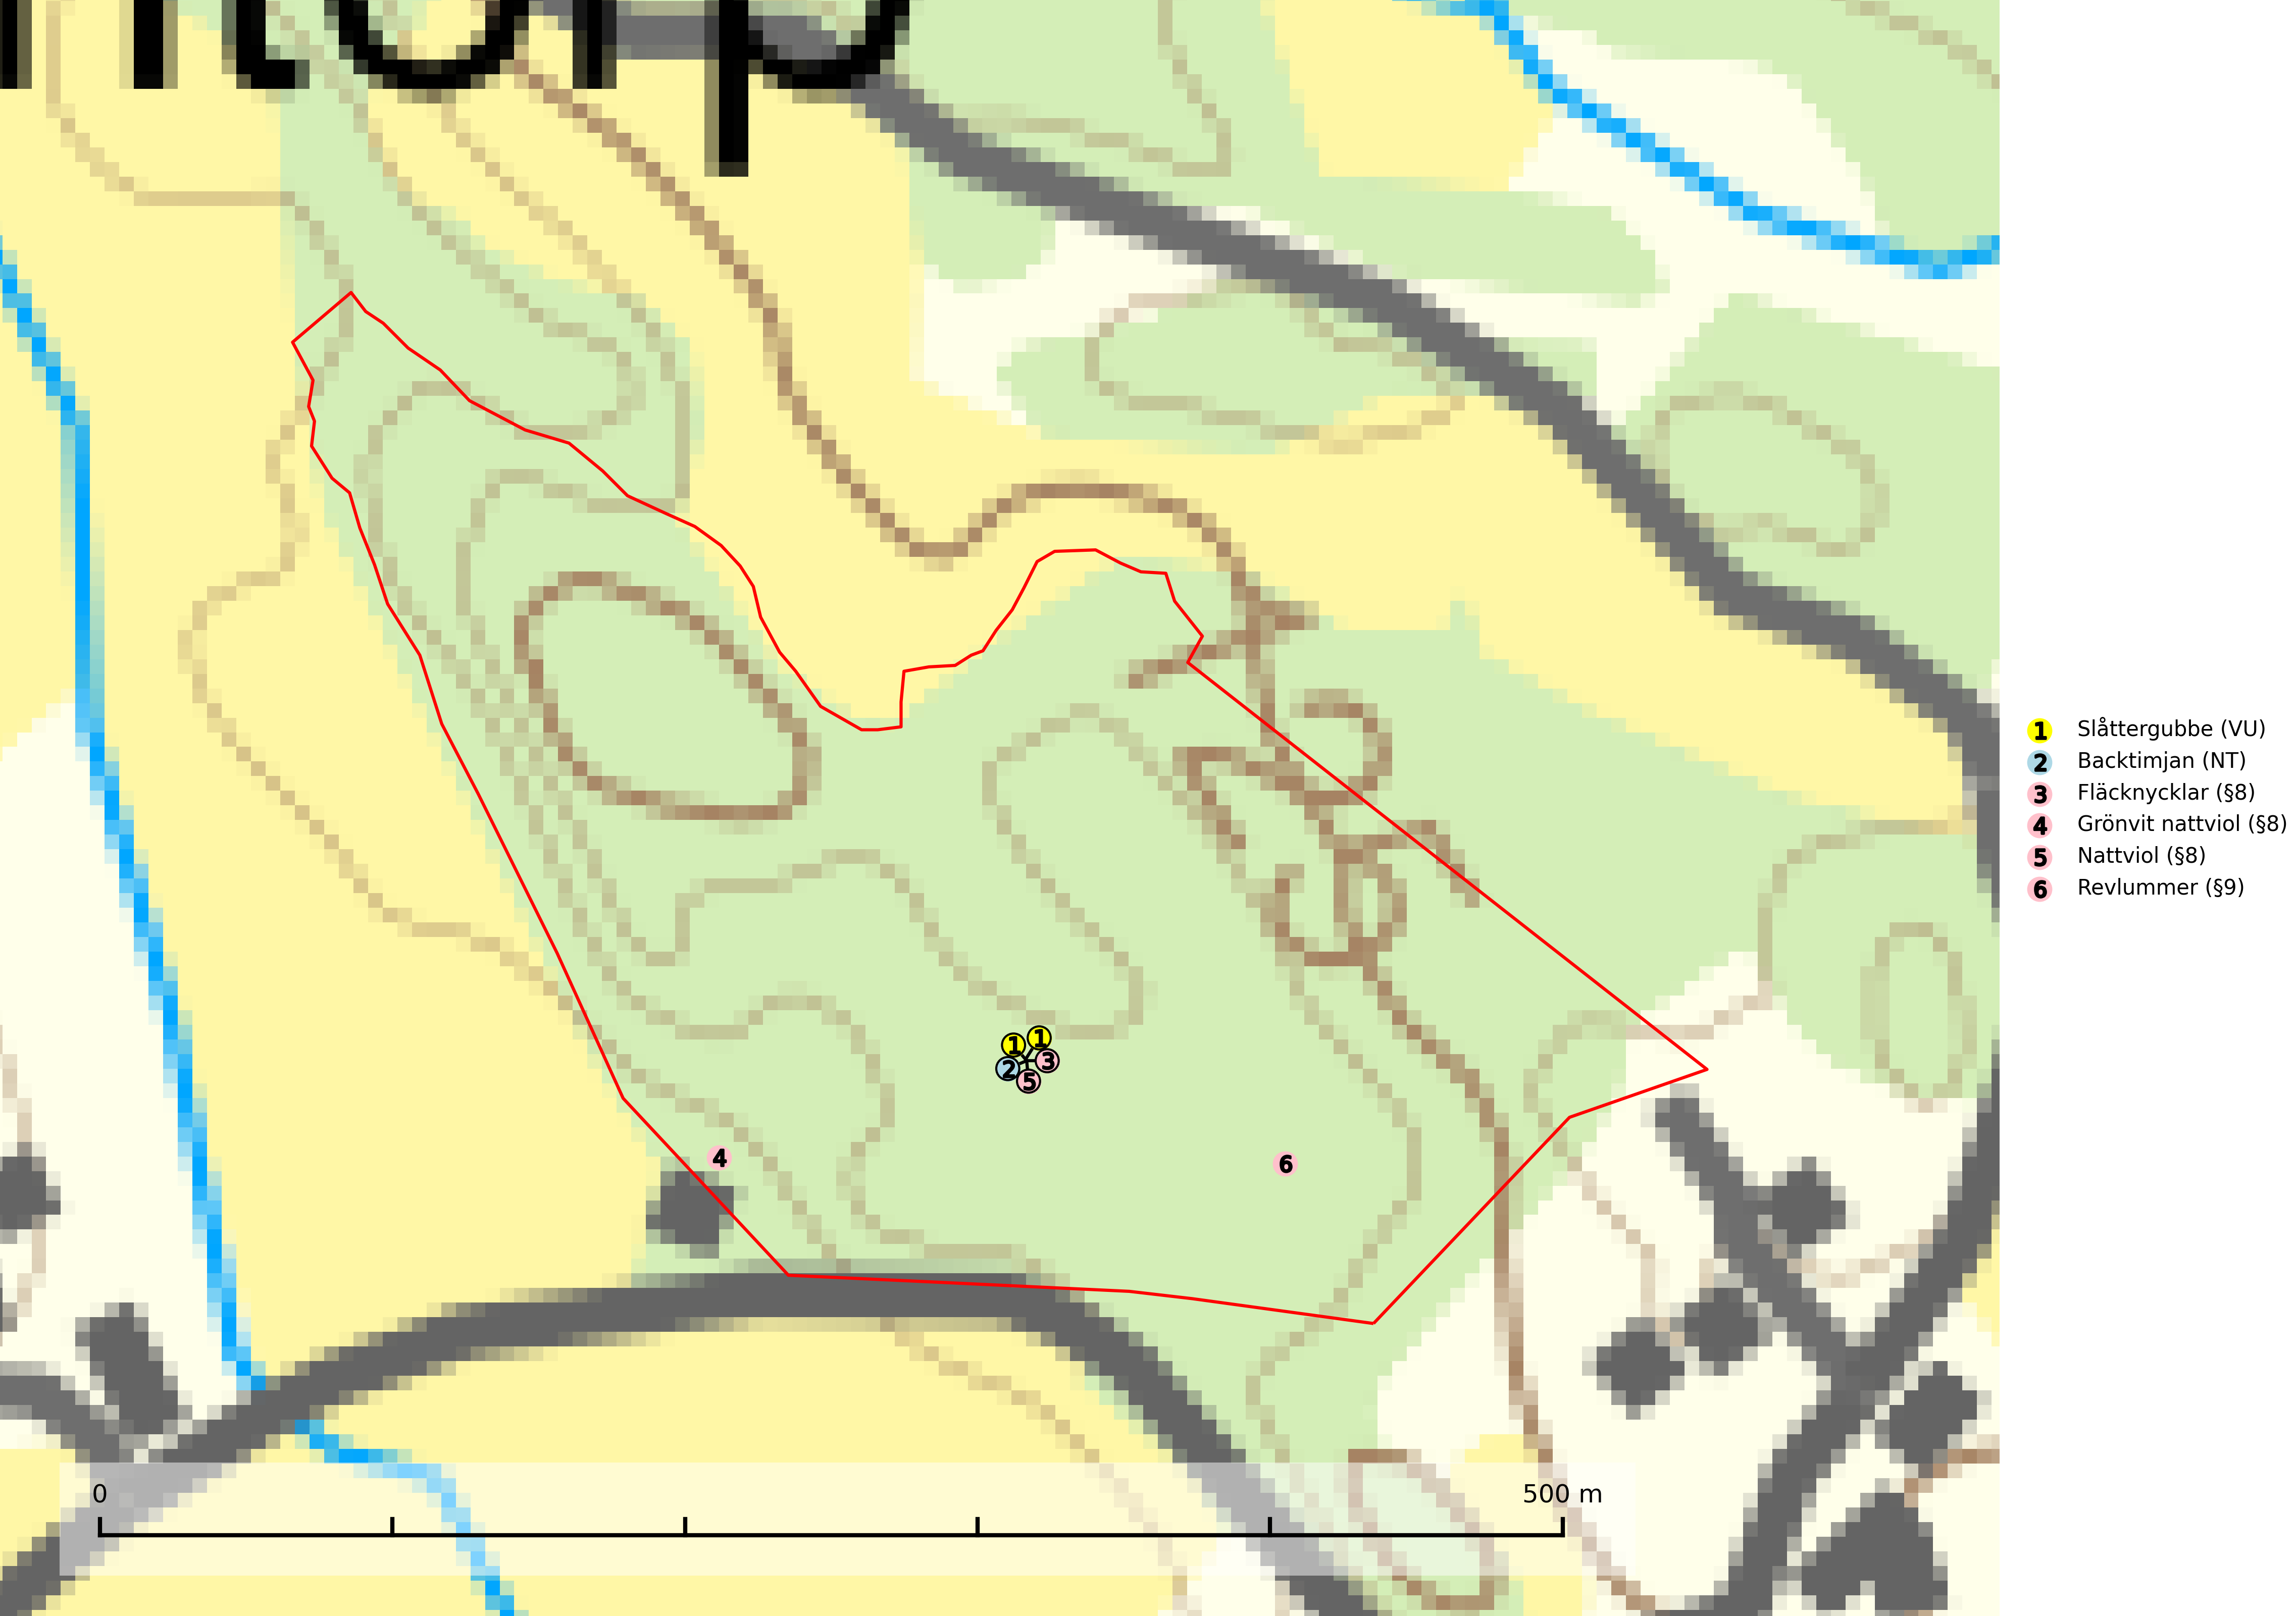 1 1
2 3
5
4
6
0 500 m
1 Slåttergubbe (VU)
2 Backtimjan (NT)
3 Fläcknycklar (§8)
4 Grönvit nattviol (§8)
5 Nattviol (§8)
6 Revlummer (§9)